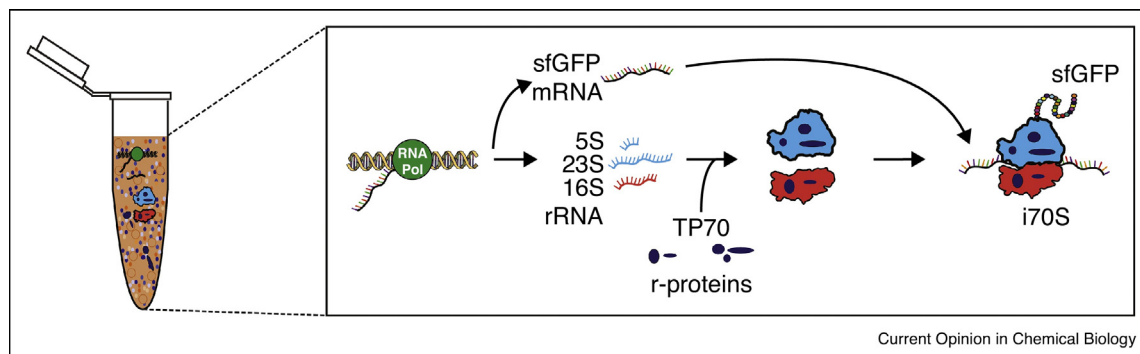 sfGFP
mRNA
RNA
Pol
5S
23S
16S
rRNA
TP70
r-proteins
sfGFP
i70S
Current Opinion in Chemical Biology